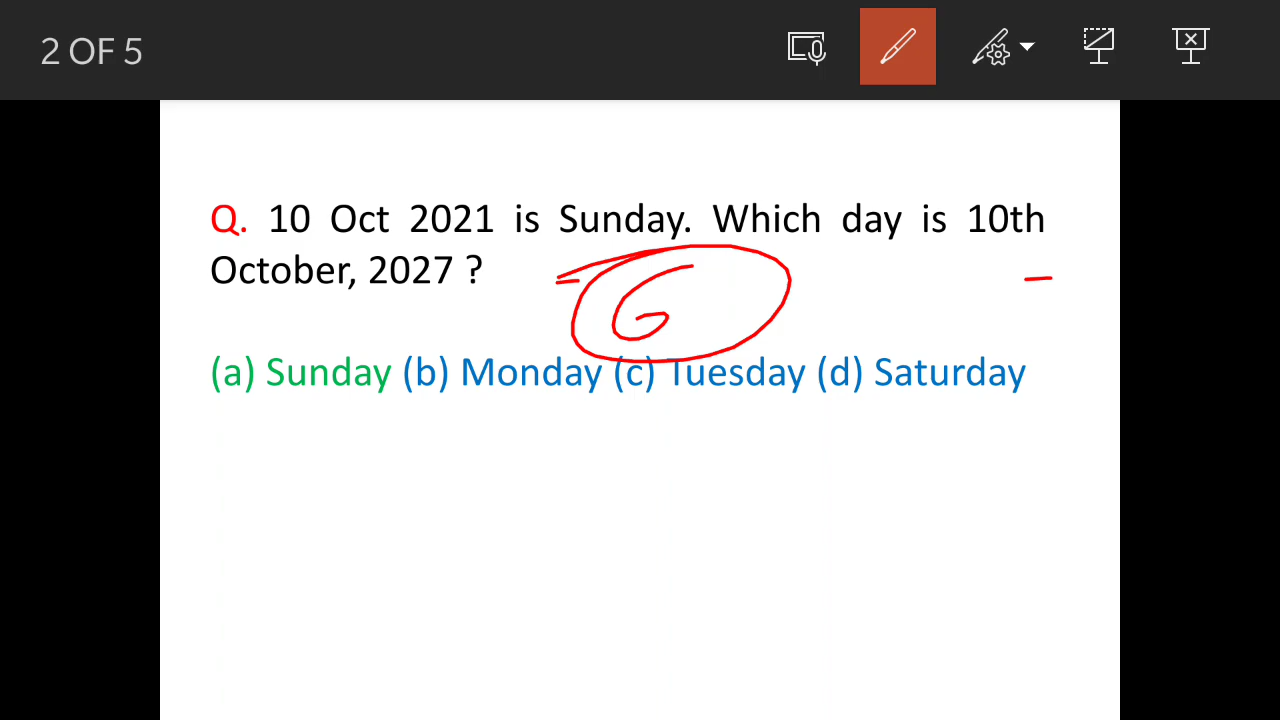 2 OF 5
Q. 10 Oct 2021 is Sunday. Which day is 10th
October, 2027 ?
6
(a) Sunday (b) Monday (c) Tuesday (d) Saturday